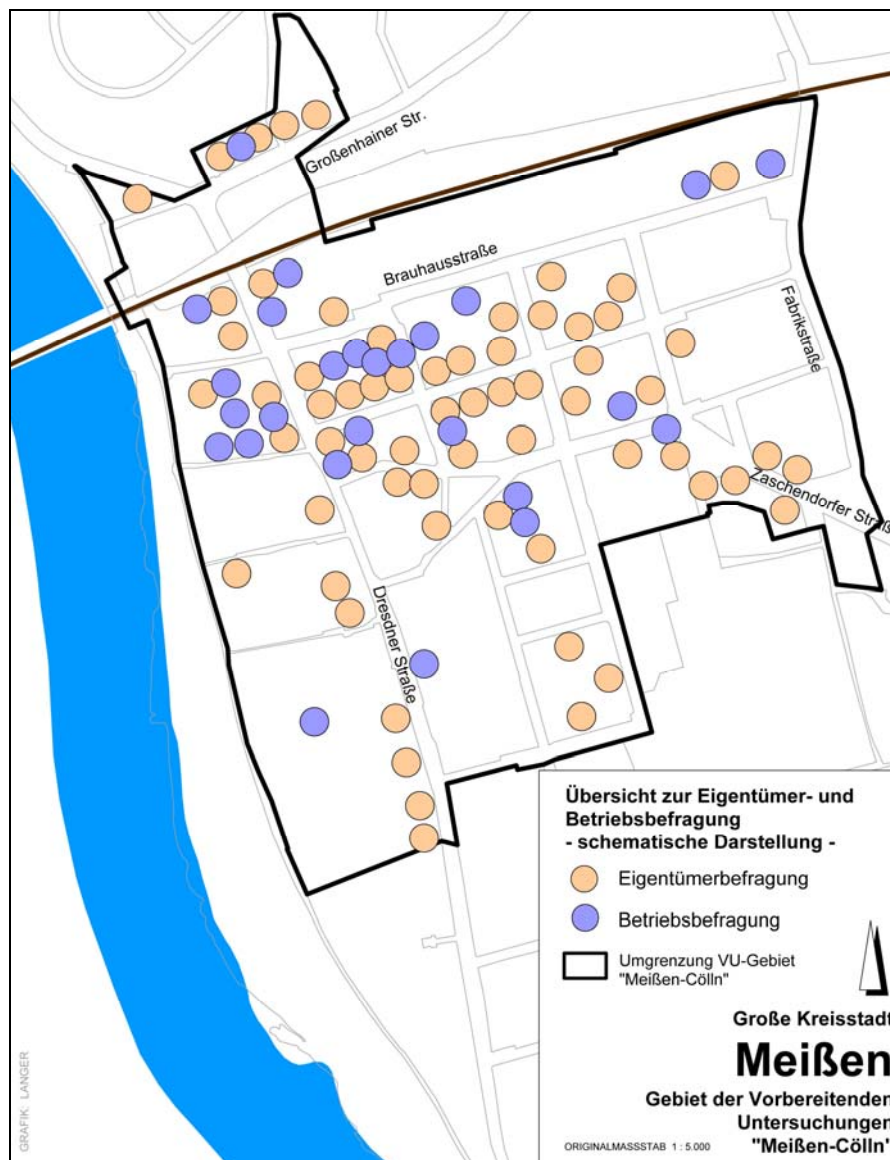 Großenhainer Str.
Brauhausstraße
Fabrikstraße
Zaschendorfer Straß
Dresdner Straße
Übersicht zur Eigentümer- und
Betriebsbefragung
- schematische Darstellung -
Eigentümerbefragung
Betriebsbefragung
Umgrenzung VU-Gebiet
"Meißen-Cölln"
Große Kreisstadt
Meißen
Gebiet der Vorbereitenden
Untersuchungen
"Meißen-Cölln"
ORIGINALMASSSTAB 1 : 5.000
GRAFIK: LANGER